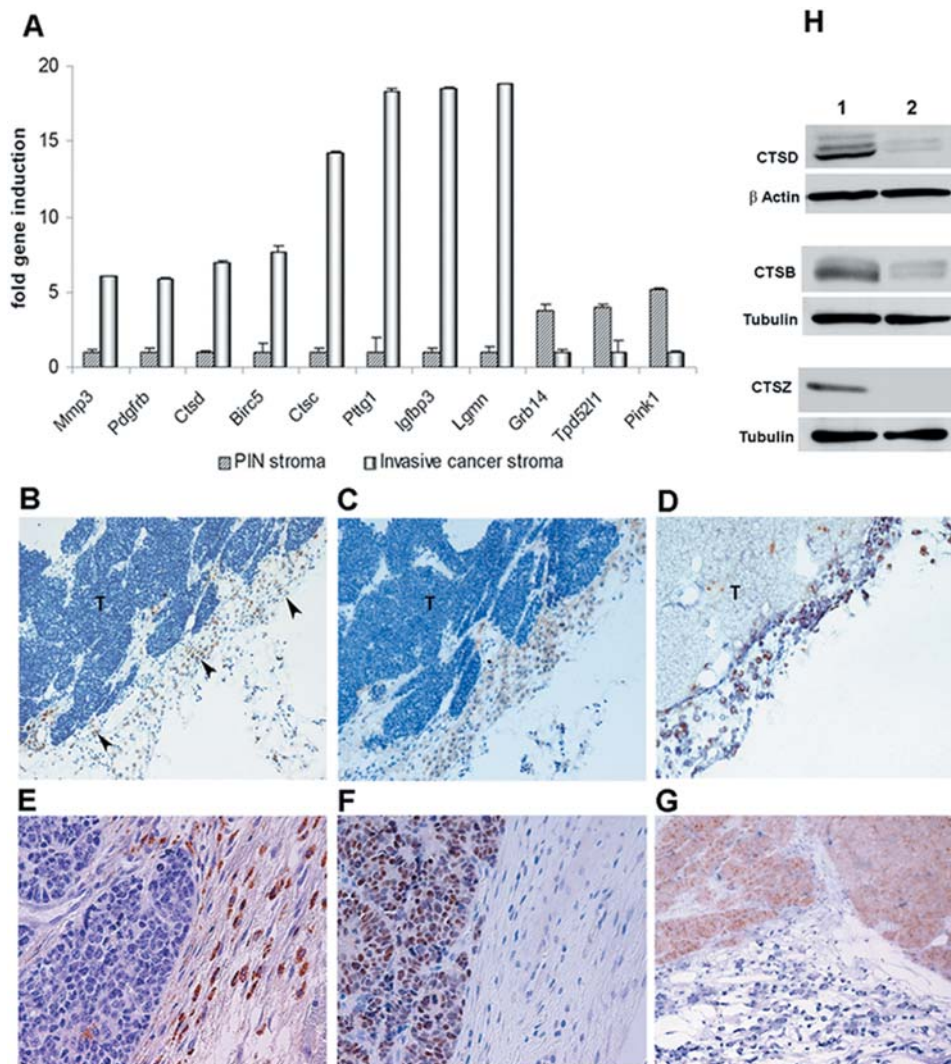 A
H
20
15
10
5
0
fold gene induction
Mmp3
Pdgfrb
Ctsd
Birc5
Ctsc
Pttg1
Igfbp3
Lgmn
Grb14
Tpd52l1
Pink1
PIN stroma
Invasive cancer stroma
1 2
CTSD
β Actin
CTSB
Tubulin
CTSZ
Tubulin
B
C
D
T
T
T
E
F
G